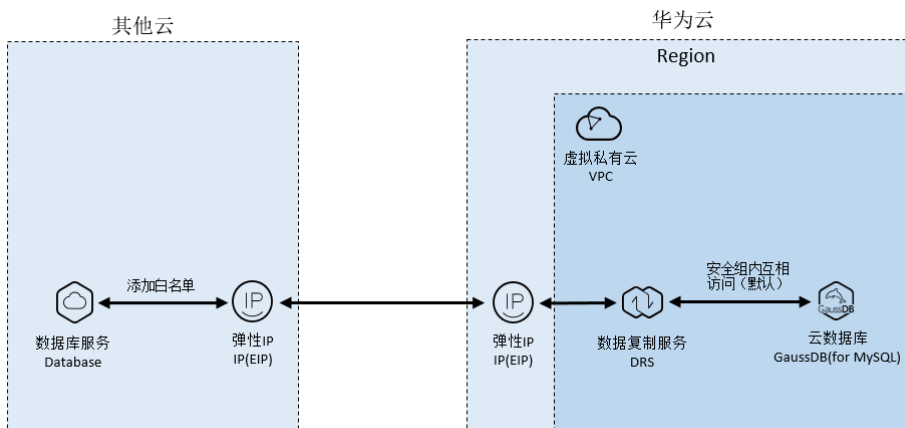 其他云
华为云
Region
虚拟私有云
VPC
添加白名单
安全组内互相
访问（默认）
IP
IP
GaussDB
数据库服务
Database
弹性IP
IP(EIP)
弹性IP
IP(EIP)
数据复制服务
DRS
云数据库
GaussDB(for MySQL)